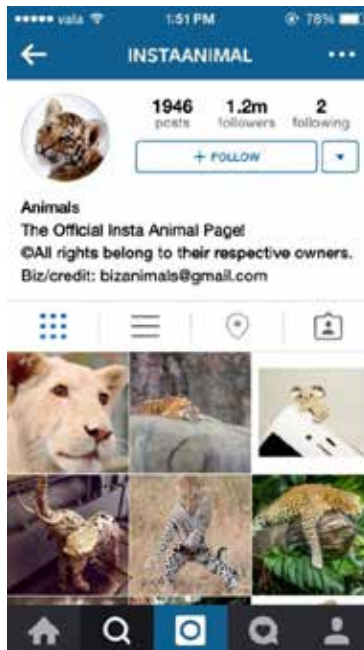 vala 1:51 PM 78%
INSTAANIMAL
1946 1.2m 2
posts followers following
+ FOLLOW
Animals
The Official Insta Animal Page!
©All rights belong to their respective owners.
Biz/credit: bizanimals@gmail.com